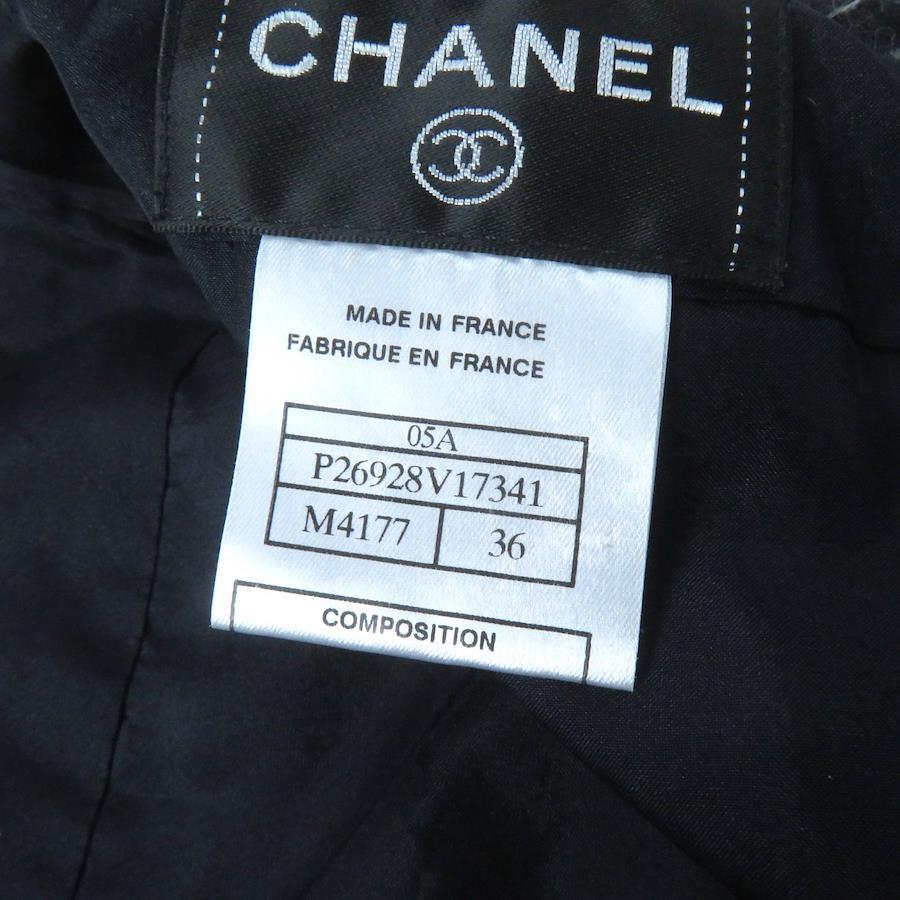 CHANEL
MADE IN FRANCE
FABRIQUE EN FRANCE
05A
P26928V17341
M4177 36
COMPOSITION